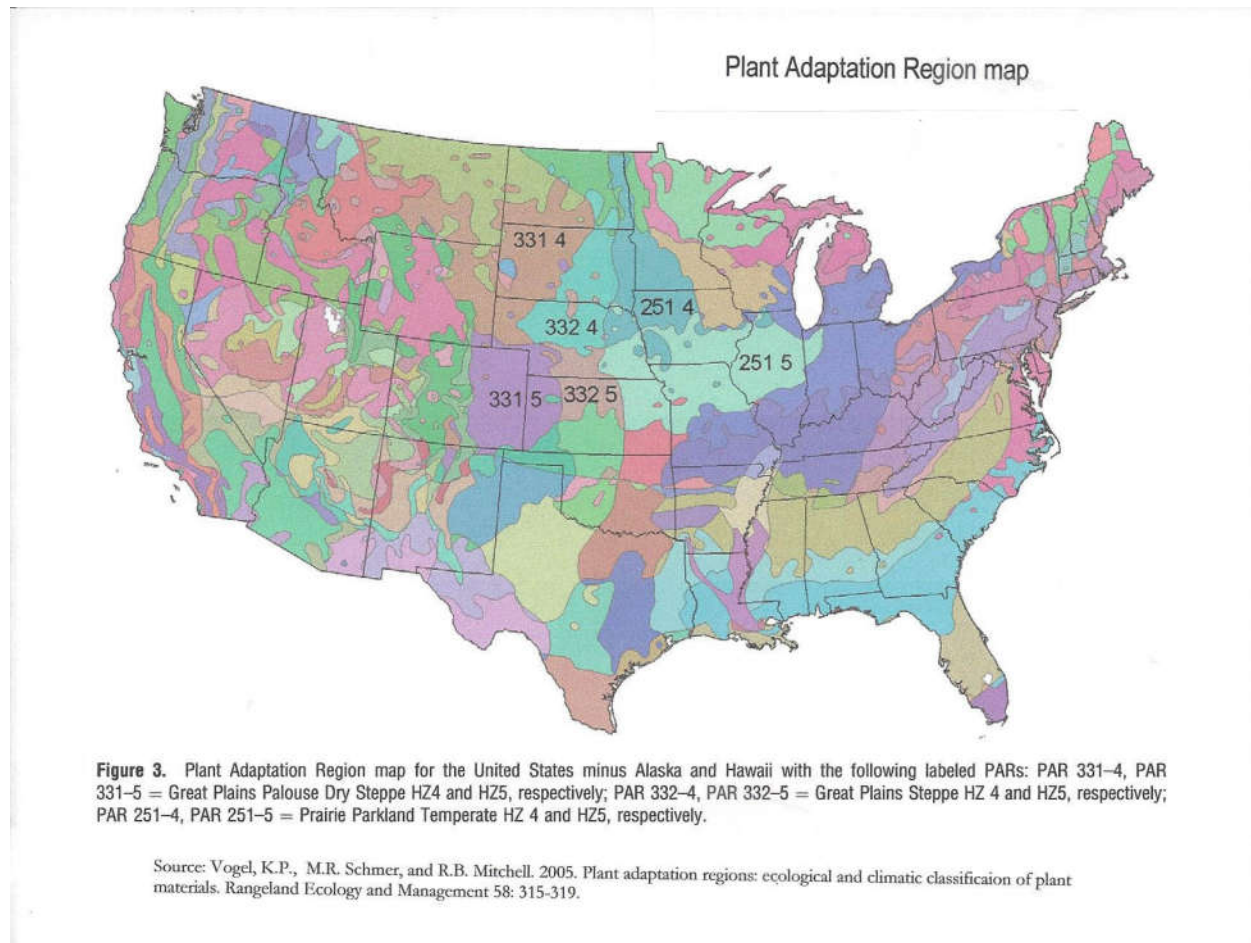 Plant Adaptation Region map
331 4
251 4
332 4
251 5
331 5
332 5
Figure 3. Plant Adaptation Region map for the United States minus Alaska and Hawaii with the following labeled PARs: PAR 331–4, PAR
331–5 = Great Plains Palouse Dry Steppe HZ4 and HZ5, respectively; PAR 332–4, PAR 332–5 = Great Plains Steppe HZ 4 and HZ5, respectively;
PAR 251–4, PAR 251–5 = Prairie Parkland Temperate HZ 4 and HZ5, respectively.
Source: Vogel, K.P., M.R. Schmer, and R.B. Mitchell. 2005. Plant adaptation regions: ecological and climatic classificaion of plant
materials. Rangeland Ecology and Management 58: 315-319.